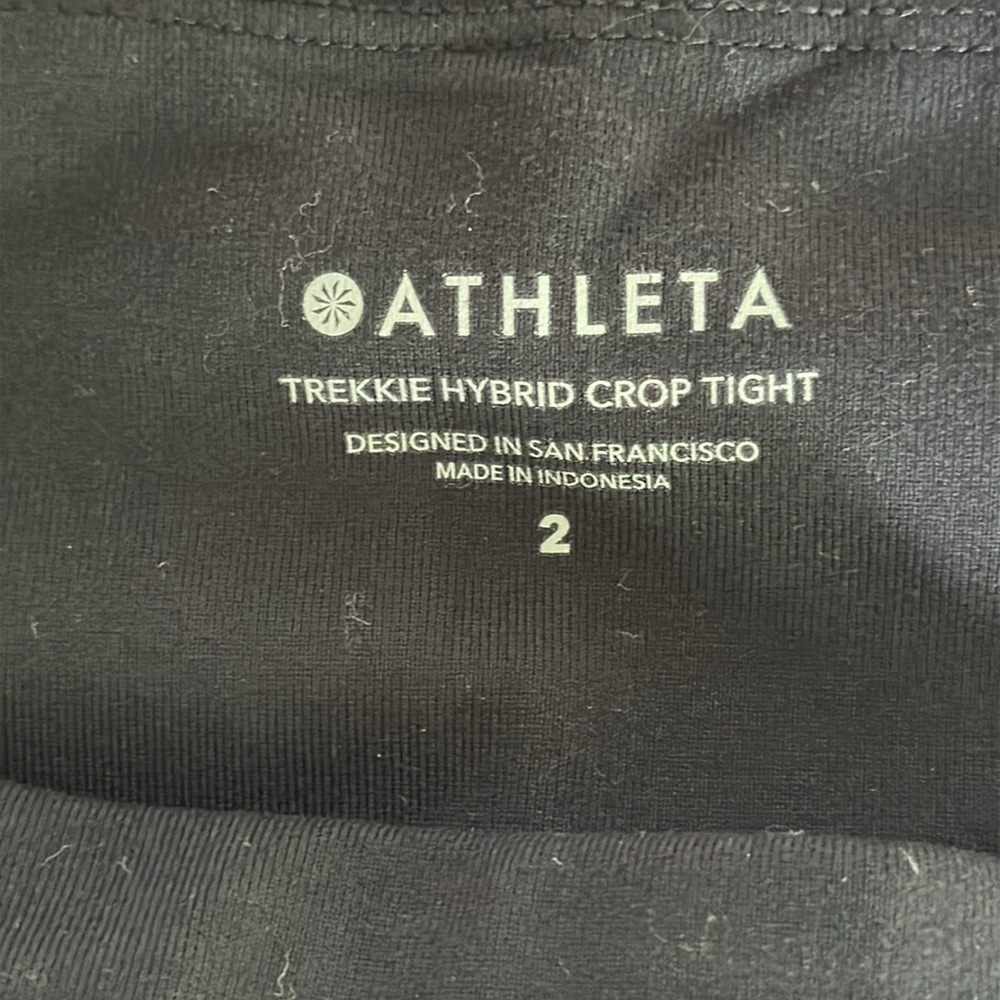 ATHLETA
TREKKIE HYBRID CROP TIGHT
DESIGNED IN SAN FRANCISCO
MADE IN INDONESIA
2